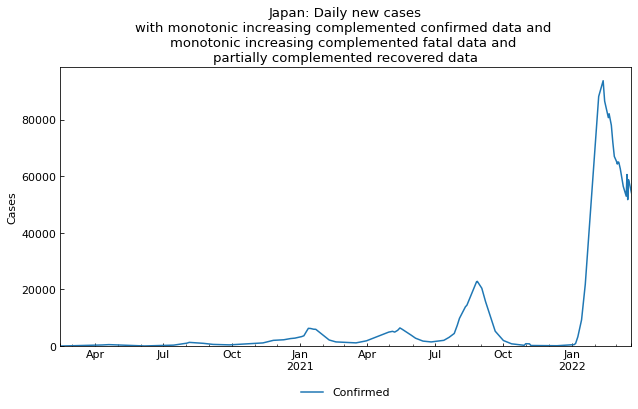 Japan: Daily new cases
with monotonic increasing complemented confirmed data and
monotonic increasing complemented fatal data and
partially complemented recovered data
80000
60000
40000
20000
0
Cases
Apr Jul Oct Jan Apr Jul Oct Jan
2021 2022
Confirmed